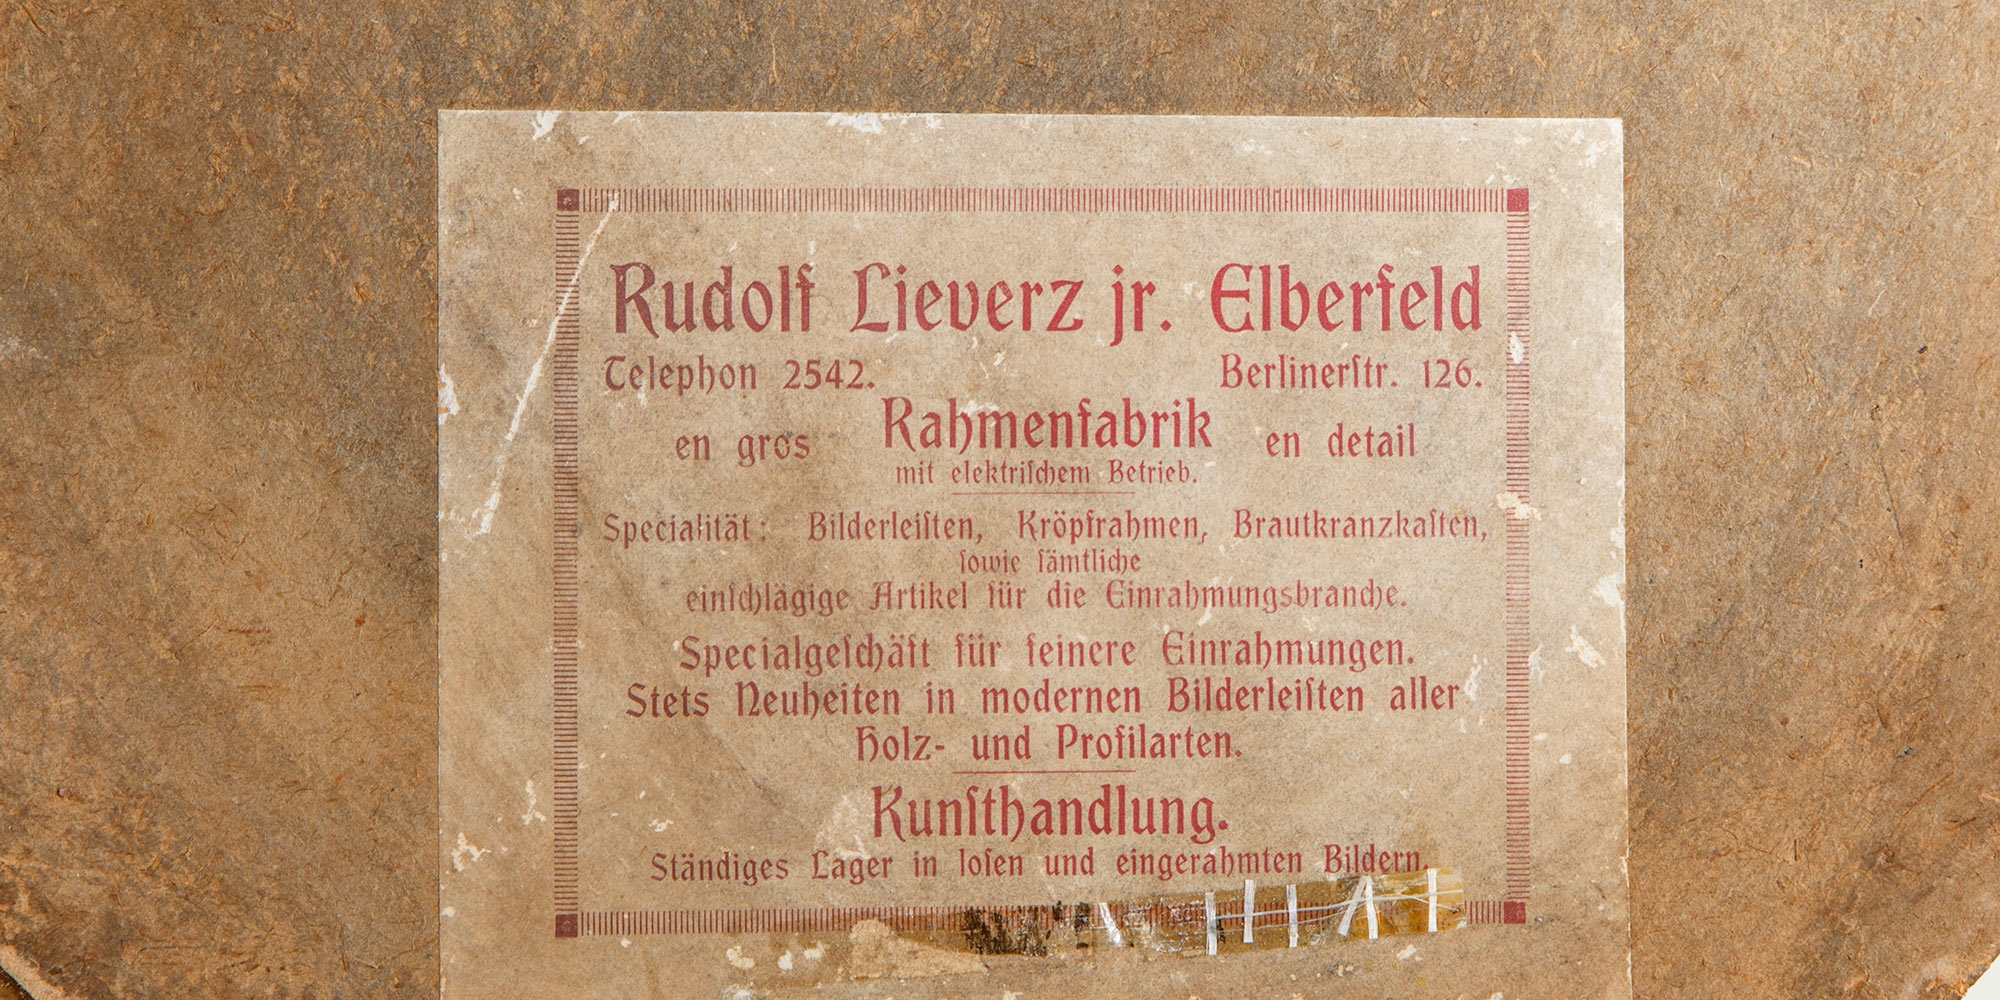 Rudolf Lieverz jr. Elberfeld
Telephon 2542. Berlinerſtr. 126.
en gros Rahmenfabrik en detail
mit elektriſchem Betrieb.
Specialität: Bilderleiſten, Kröpfrahmen, Brautkranzkaſten,
ſowie ſämtliche
einſchlägige Artikel für die Einrahmungsbranche.
Specialgeſchäft für feinere Einrahmungen.
Stets Neuheiten in modernen Bilderleiſten aller
Holz- und Profilarten.
Kunſthandlung.
Ständiges Lager in loſen und eingerahmten Bildern.